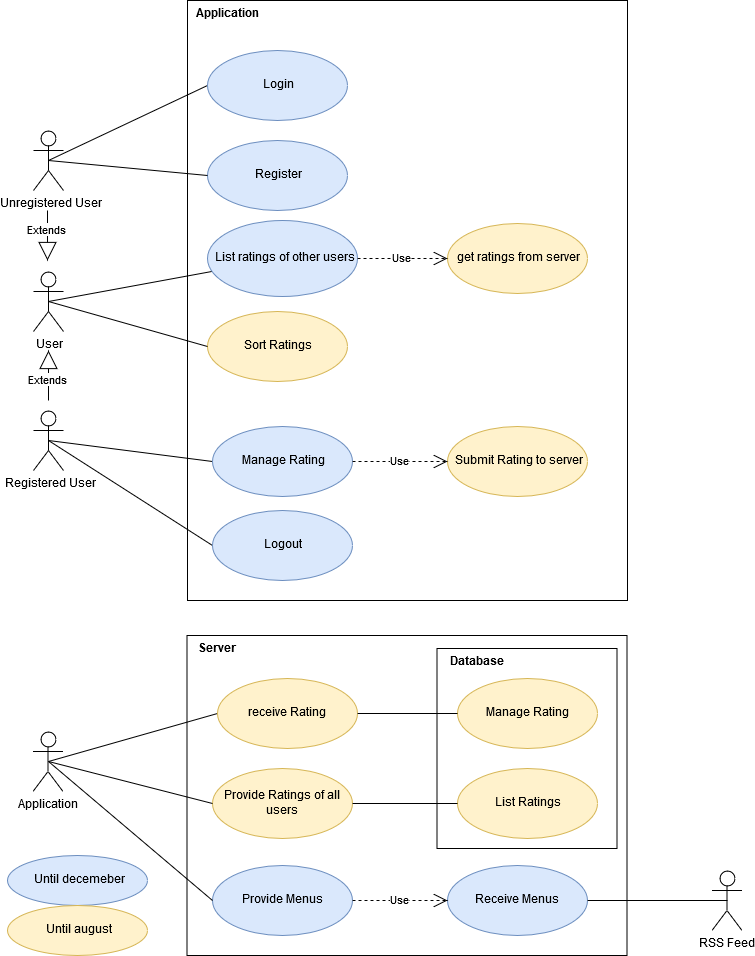 Application
Login
Register
Unregistered User
Extends
List ratings of other users
Use
get ratings from server
User
Sort Ratings
Extends
Registered User
Manage Rating
Use
Submit Rating to server
Logout
Server
Database
receive Rating
Manage Rating
Application
Provide Ratings of all
users
List Ratings
Until decemeber
Provide Menus
Use
Receive Menus
Until august
RSS Feed